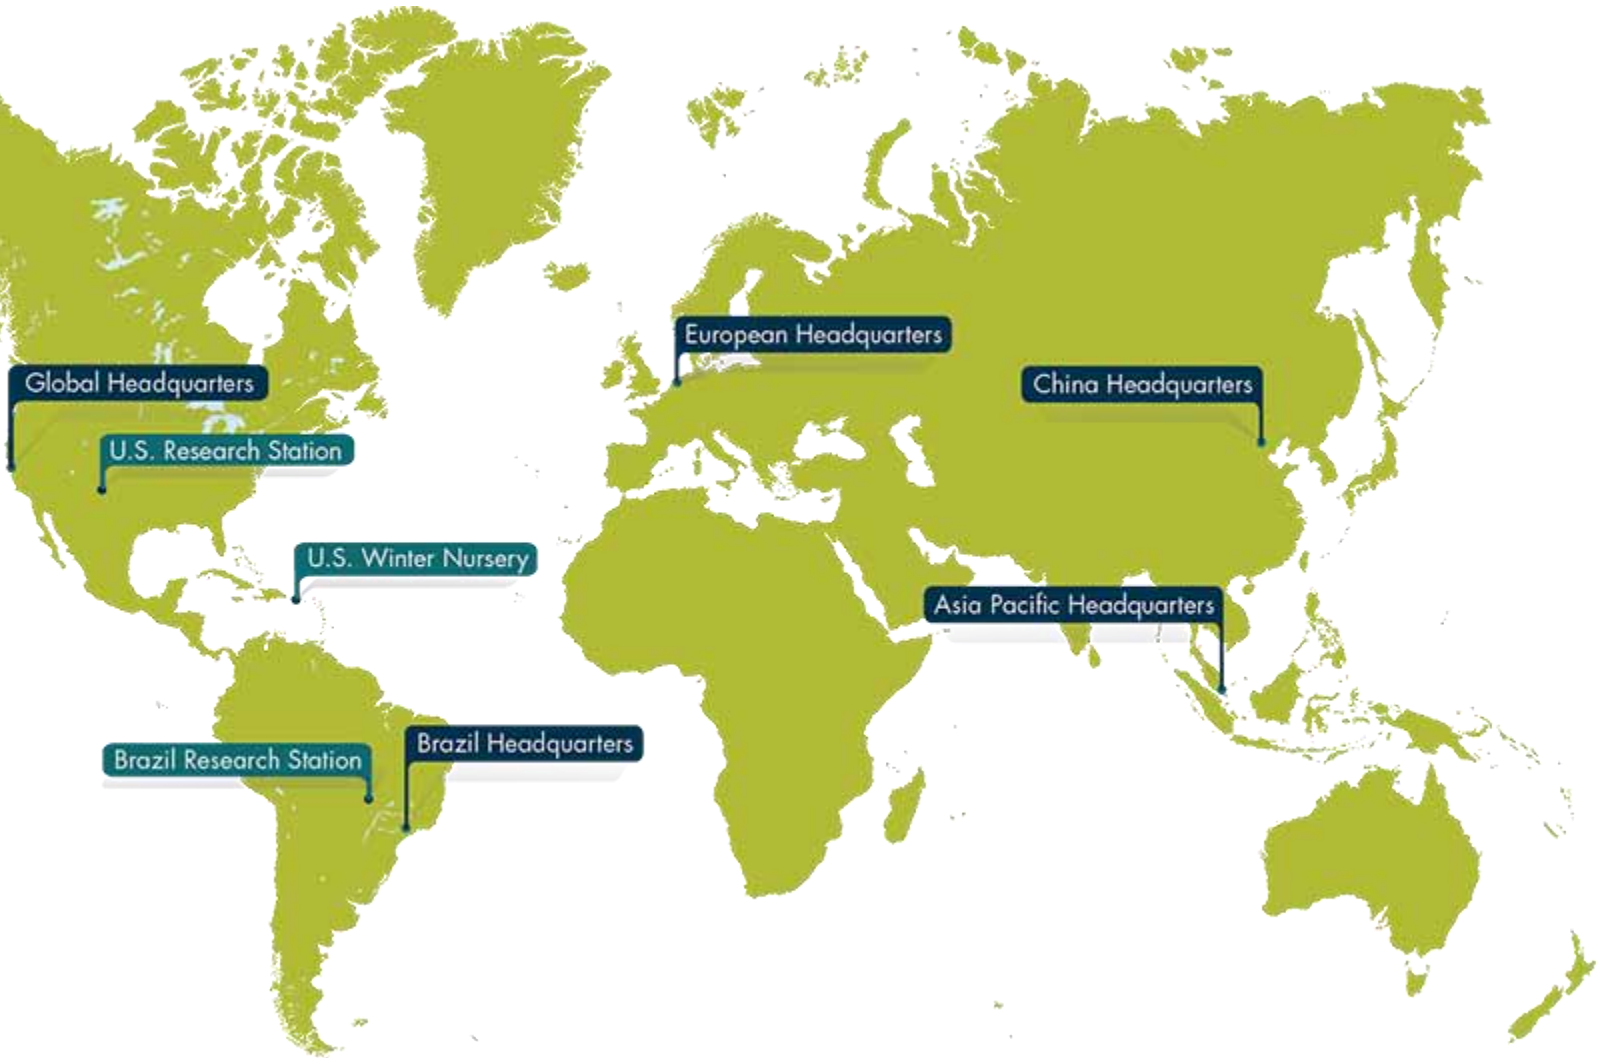 European Headquarters
Global Headquarters
China Headquarters
U.S. Research Station
U.S. Winter Nursery
Asia Pacific Headquarters
Brazil Headquarters
Brazil Research Station